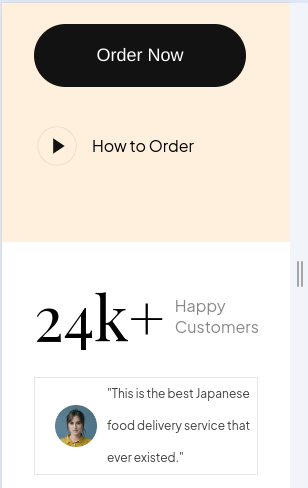 Order Now
How to Order
24k+
Happy
Customers
"This is the best Japanese
food delivery service that
ever existed."